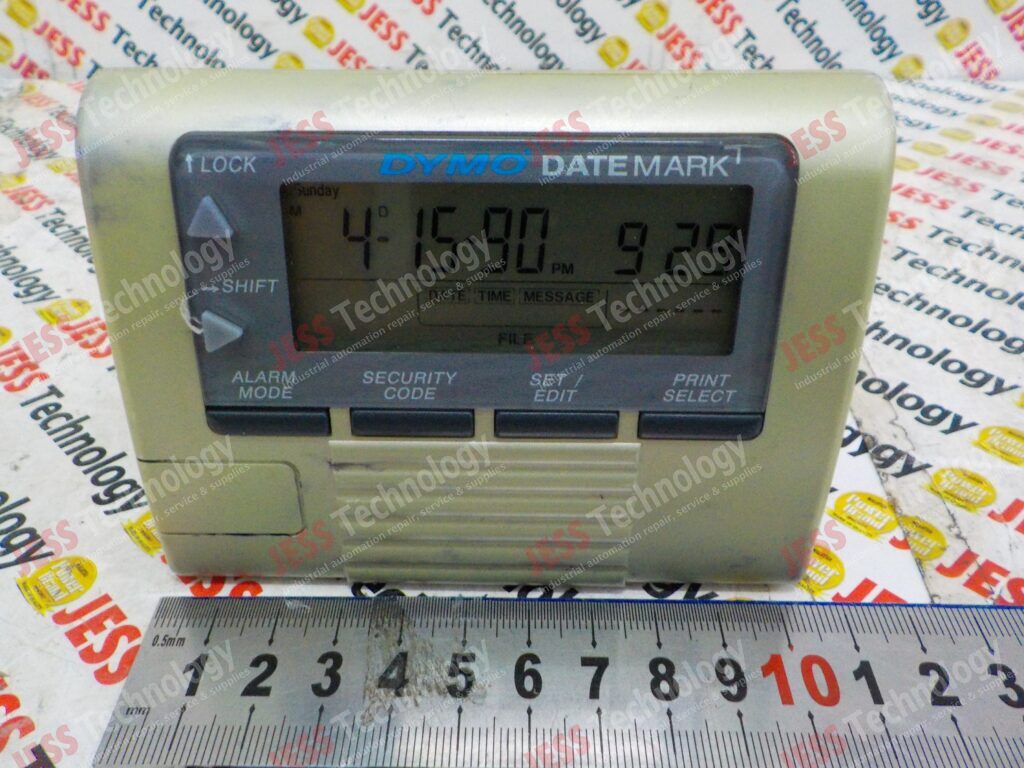 LOCK
DYMO DATEMARK
Sunday
M 4-D 15-90 PM 9 28
SHIFT
DATE TIME MESSAGE
FILE
ALARM MODE
SECURITY CODE
SET / EDIT
PRINT SELECT
JESS Technology
industrial automation repair, service & supplies
0.5mm
mm
1 2 3 4 5 6 7 8 9 10 1 2 3